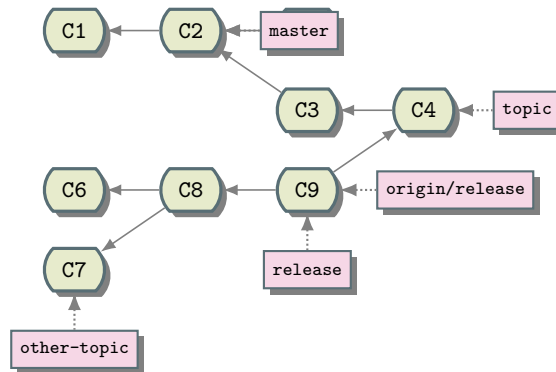 C1 C2 master
C3 C4 topic
C6 C8 C9 origin/release
C7 release
other-topic